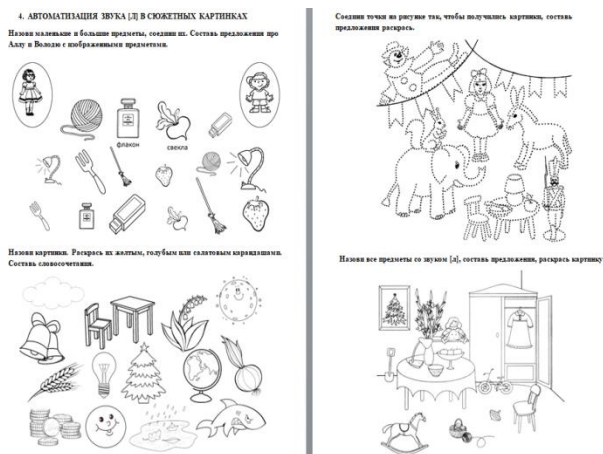 4. АВТОМАТИЗАЦИЯ ЗВУКА [Л] В СЮЖЕТНЫХ КАРТИНКАХ
Назови маленькие и большие предметы, соедини их. Составь предложения про
Аллу и Володю с изображенными предметами.
флакон
свекла
Назови картинки. Раскрась их желтым, голубым или салатовым карандашами.
Составь словосочетания.
Соедини точки на рисунке так, чтобы получились картинки, составь
предложения раскрась.
Назови все предметы со звуком [л], составь предложения, раскрась картинку